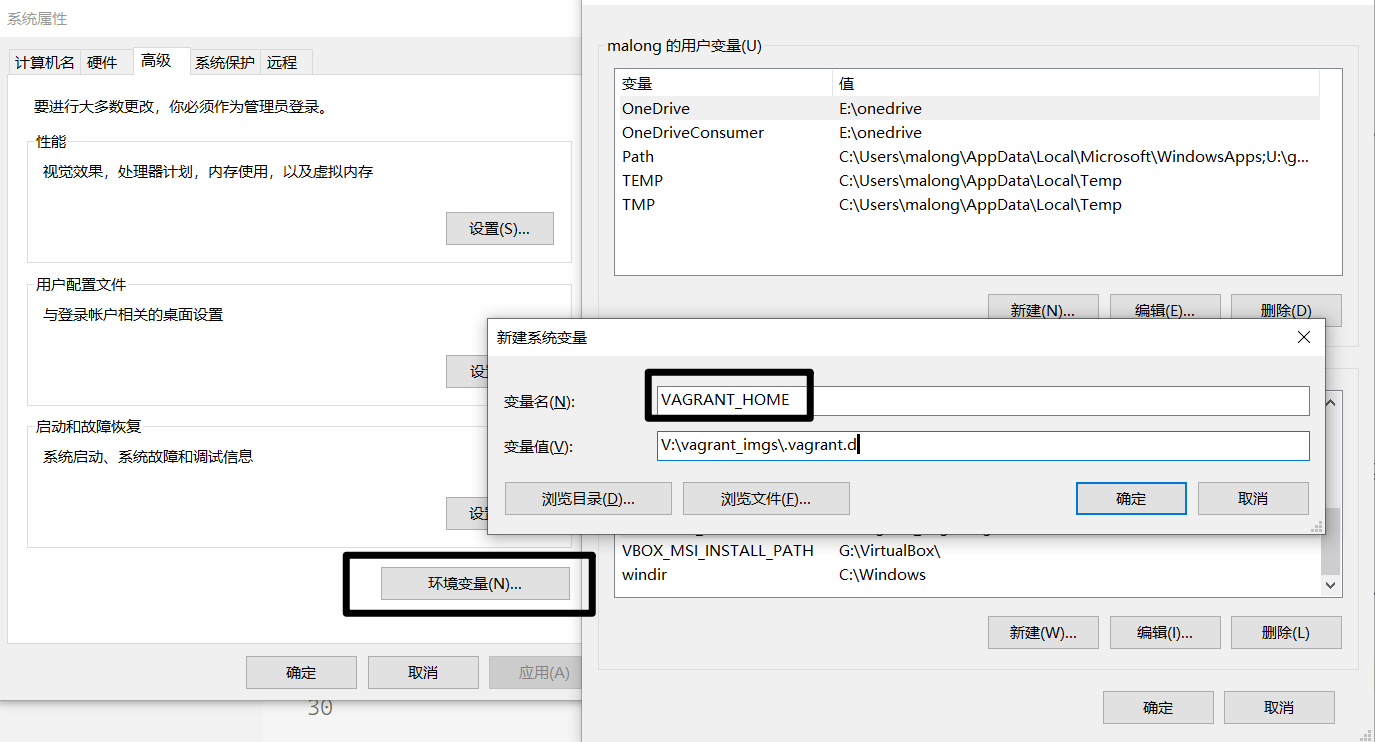 系统属性
计算机名 硬件 高级 系统保护 远程
要进行大多数更改，你必须作为管理员登录。
性能
视觉效果，处理器计划，内存使用，以及虚拟内存
设置(S)...
用户配置文件
与登录帐户相关的桌面设置
设置
启动和故障恢复
系统启动、系统故障和调试信息
设置
环境变量(N)...
确定 取消 应用(A)
30
malong 的用户变量(U)
变量 值
OneDrive E:\onedrive
OneDriveConsumer E:\onedrive
Path C:\Users\malong\AppData\Local\Microsoft\WindowsApps;U:\g...
TEMP C:\Users\malong\AppData\Local\Temp
TMP C:\Users\malong\AppData\Local\Temp
新建(N)... 编辑(E)... 删除(D)
新建系统变量
变量名(N): VAGRANT_HOME
变量值(V): V:\vagrant_imgs\.vagrant.d
浏览目录(D)... 浏览文件(F)... 确定 取消
VBOX_MSI_INSTALL_PATH G:\VirtualBox\
windir C:\Windows
新建(W)... 编辑(I)... 删除(L)
确定 取消